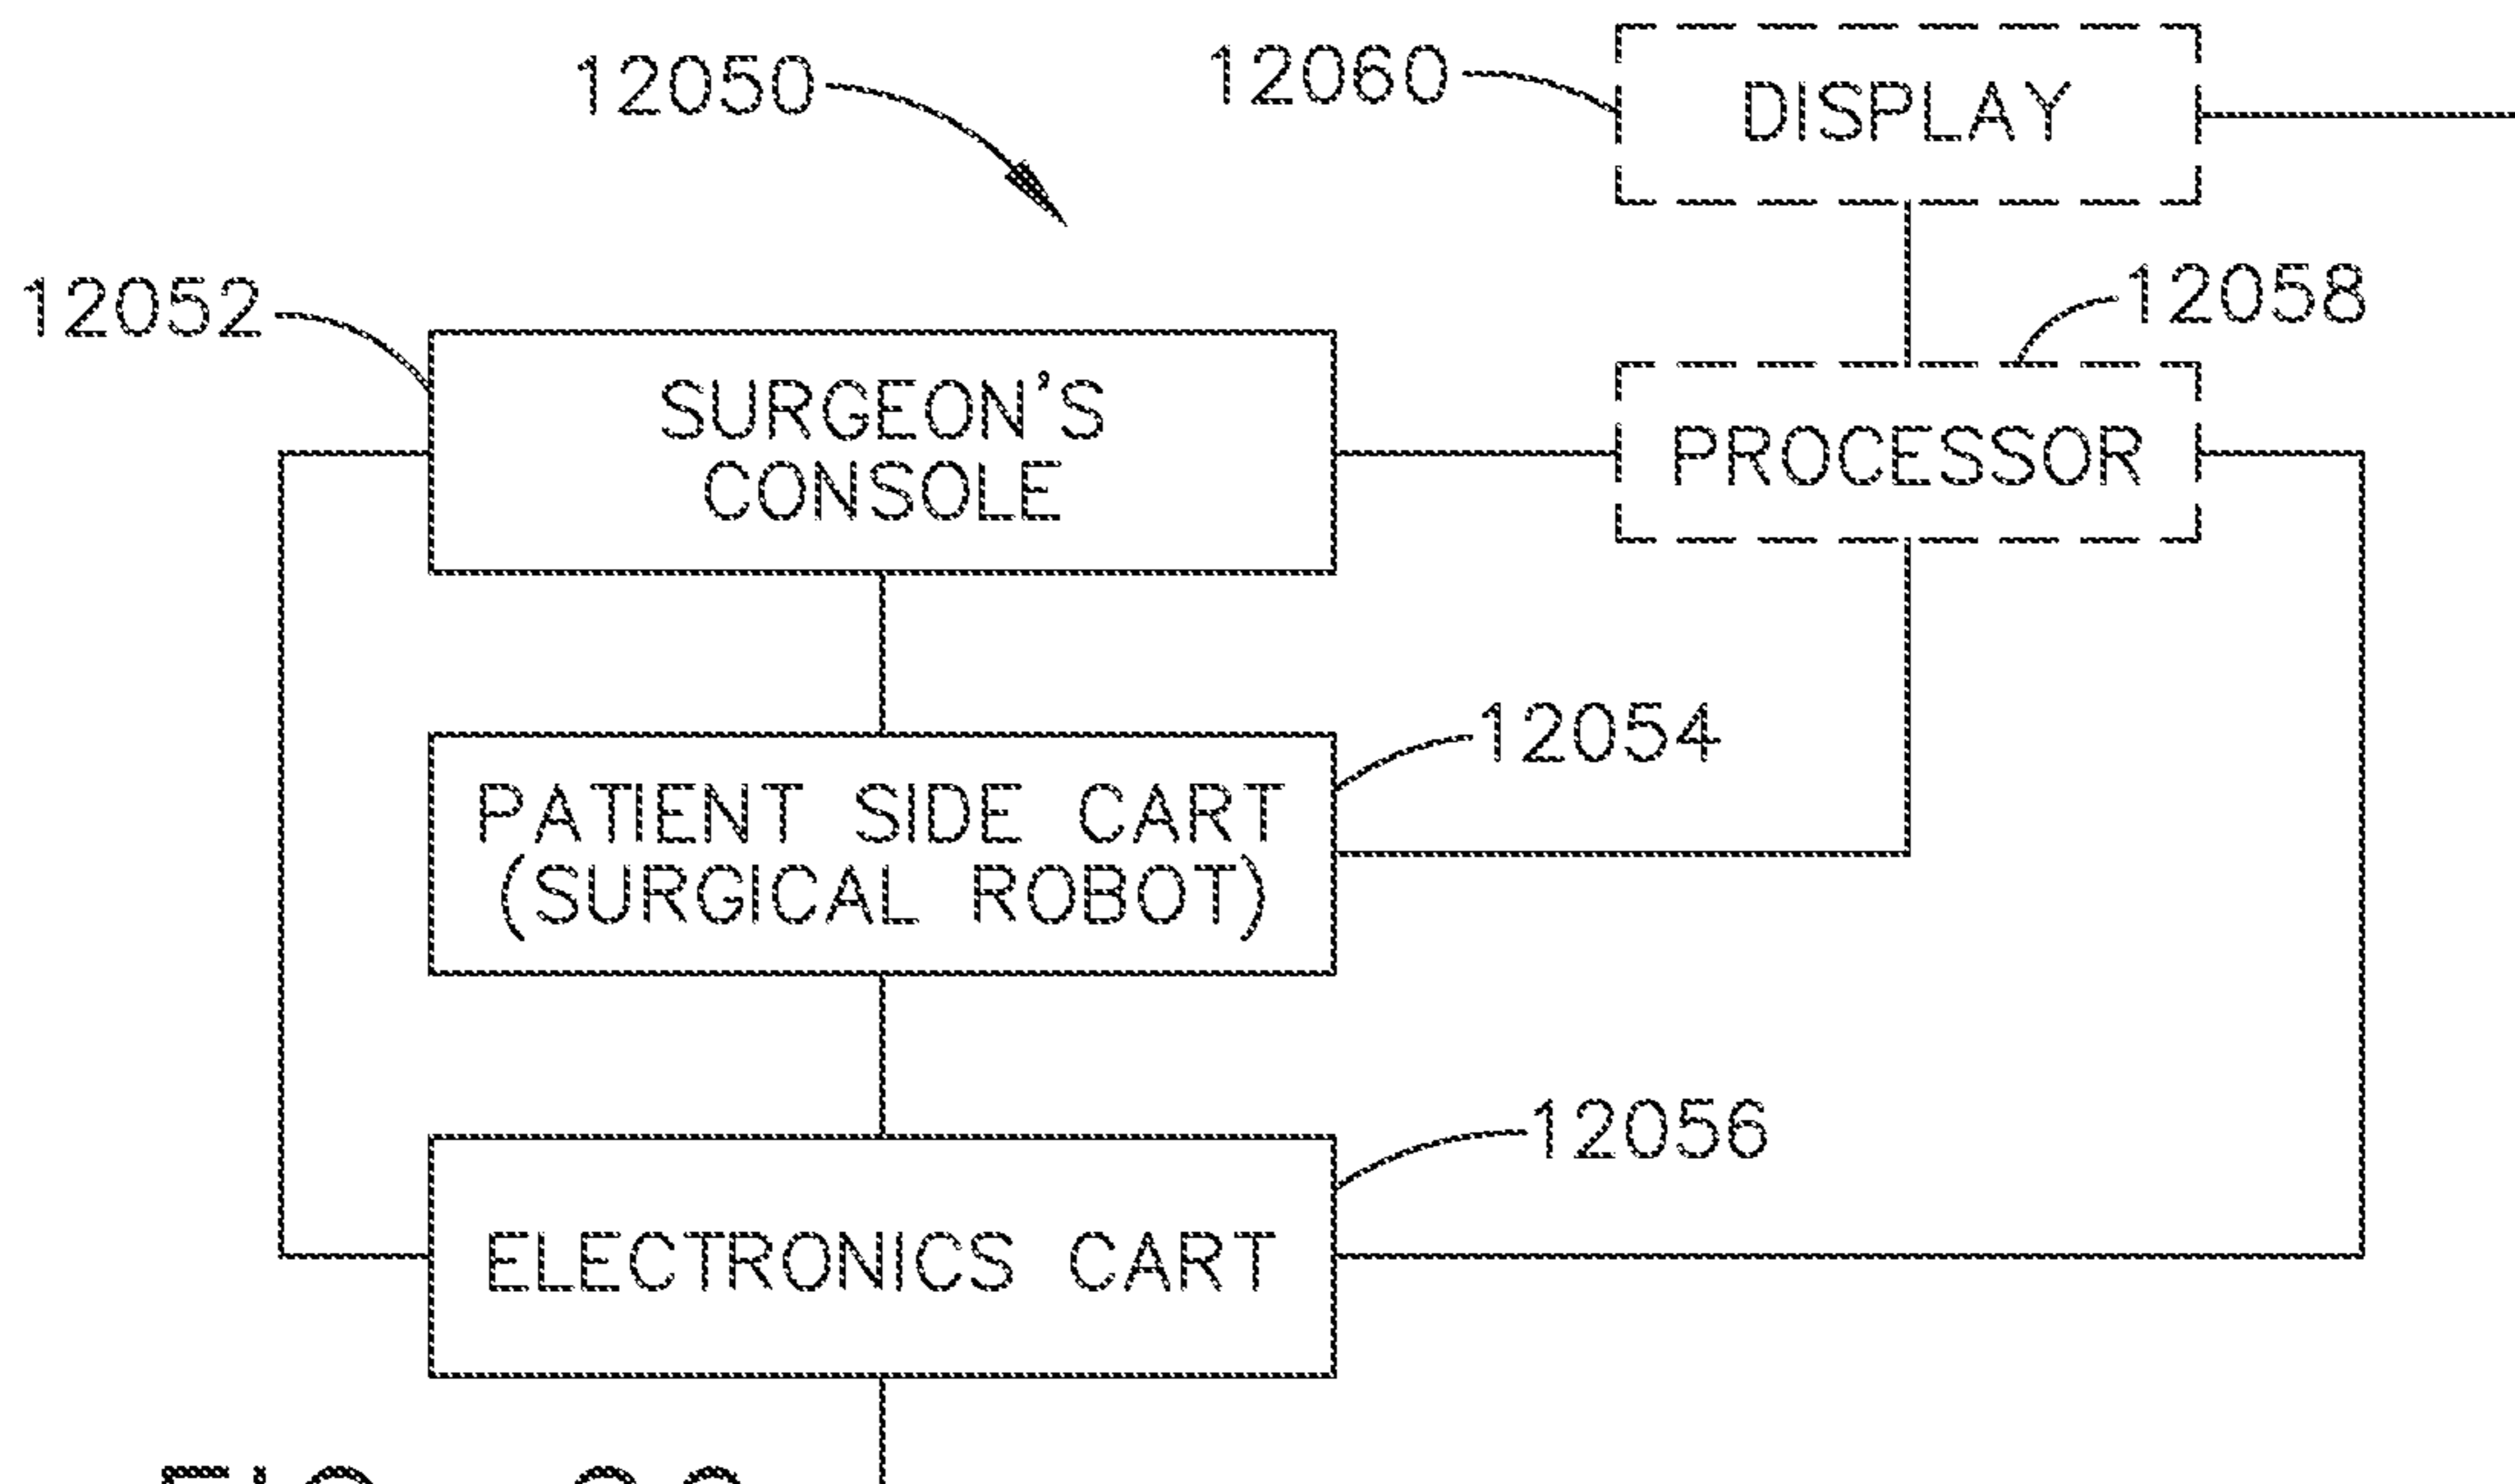 12050
12060
DISPLAY
12052
12058
SURGEON'S
CONSOLE
PROCESSOR
12054
PATIENT SIDE CART
(SURGICAL ROBOT)
12056
ELECTRONICS CART